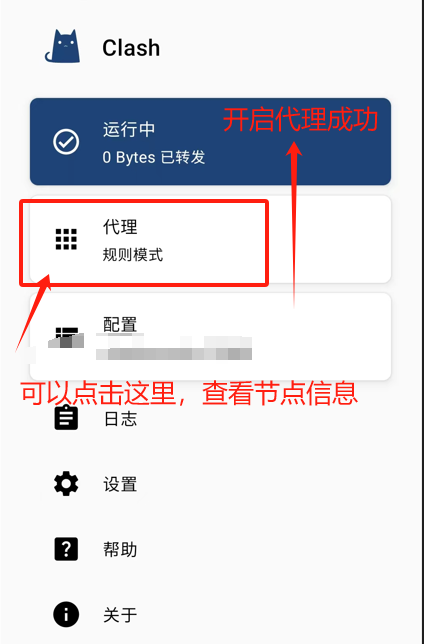 Clash
运行中
开启代理成功
0 Bytes 已转发
代理
规则模式
配置
可以点击这里，查看节点信息
日志
设置
帮助
关于